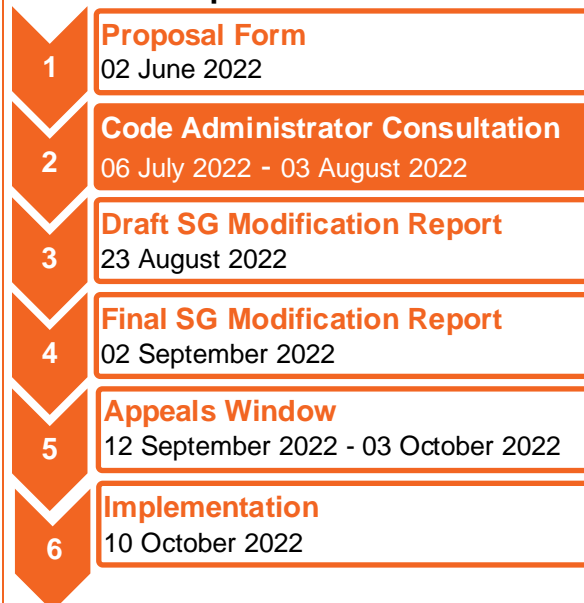 1
Proposal Form
02 June 2022
2
Code Administrator Consultation
06 July 2022 - 03 August 2022
3
Draft SG Modification Report
23 August 2022
4
Final SG Modification Report
02 September 2022
5
Appeals Window
12 September 2022 - 03 October 2022
6
Implementation
10 October 2022